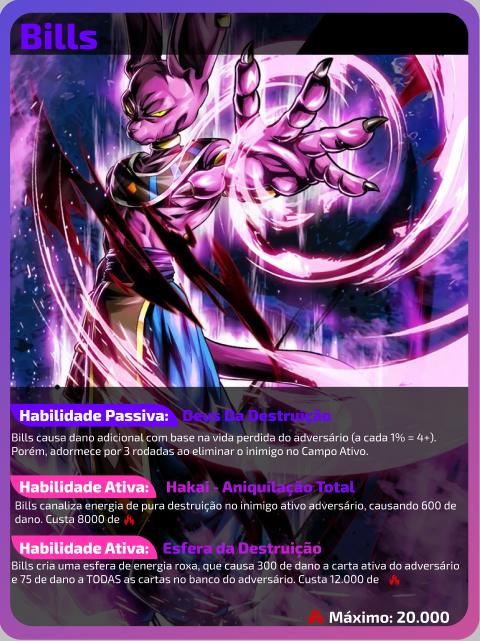 Bills
Habilidade Passiva: Deus Da Destruição
Bills causa dano adicional com base na vida perdida do adversário (a cada 1% = 4+).
Porém, adormece por 3 rodadas ao eliminar o inimigo no Campo Ativo.
Habilidade Ativa: Hakai - Aniquilação Total
Bills canaliza energia de pura destruição no inimigo ativo adversário, causando 600 de
dano. Custa 8000 de
Habilidade Ativa: Esfera da Destruição
Bills cria uma esfera de energia roxa, que causa 300 de dano a carta ativa do adversário
e 75 de dano a TODAS as cartas no banco do adversário. Custa 12.000 de
Máximo: 20.000